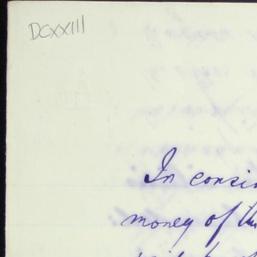 DCXXIII
In consi
money of th